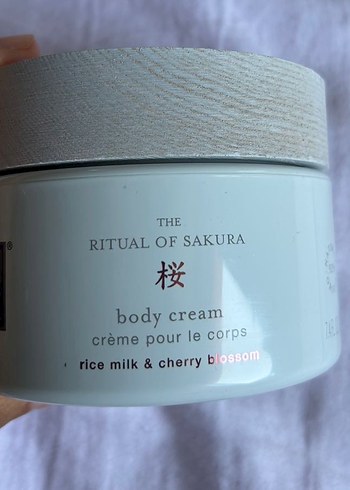 THE
RITUAL OF SAKURA
桜
body cream
crème pour le corps
rice milk & cherry blossom